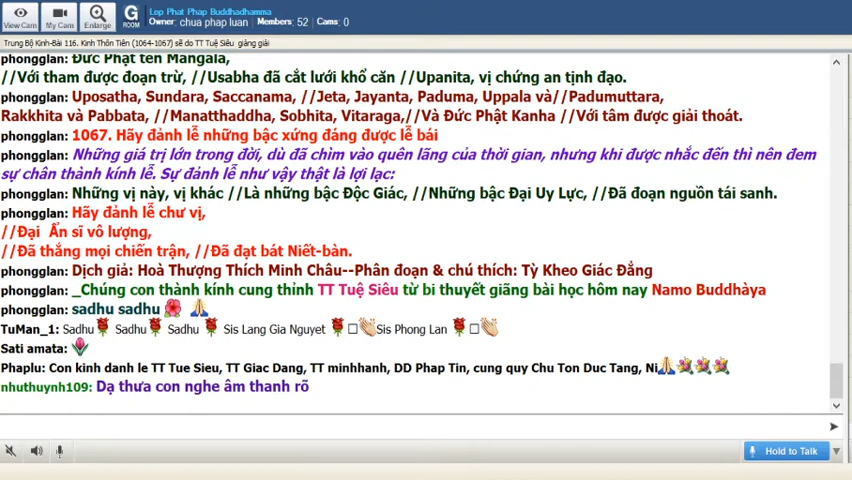 Lop Phat Phap Buddhadhamma
Owner: chua phap luan Members: 52 Cams: 0
View Cam My Cam Enlarge G ROOM
Trung Bộ Kinh-Bài 116. Kinh Thôn Tiên (1064-1067) sẽ do TT Tuệ Siêu giảng giải
phongglan: Đức Phật tên Mangala,
//Với tham được đoạn trừ, //Usabha đã cắt lưới khổ căn //Upanita, vị chứng an tịnh đạo.
phongglan: Uposatha, Sundara, Saccanama, //Jeta, Jayanta, Paduma, Uppala và//Padumuttara,
Rakkhita và Pabbata, //Manatthaddha, Sobhita, Vitaraga,//Và Đức Phật Kanha //Với tâm được giải thoát.
phongglan: 1067. Hãy đảnh lễ những bậc xứng đáng được lễ bái
phongglan: Những giá trị lớn trong đời, dù đã chìm vào quên lãng của thời gian, nhưng khi được nhắc đến thì nên đem
sự chân thành kính lễ. Sự đảnh lễ như vậy thật là lợi lạc:
phongglan: Những vị này, vị khác //Là những bậc Độc Giác, //Những bậc Đại Uy Lực, //Đã đoạn nguồn tái sanh.
phongglan: Hãy đảnh lễ chư vị,
//Đại Ẩn sĩ vô lượng,
//Đã thắng mọi chiến trận, //Đã đạt bát Niết-bàn.
phongglan: Dịch giả: Hoà Thượng Thích Minh Châu--Phân đoạn & chú thích: Tỳ Kheo Giác Đẳng
phongglan: _Chúng con thành kính cung thỉnh TT Tuệ Siêu từ bi thuyết giãng bài học hôm nay Namo Buddhàya
phongglan: sadhu sadhu
TuMan_1: Sadhu Sadhu Sadhu Sis Lang Gia Nguyet Sis Phong Lan
Sati amata:
Phaplu: Con kinh danh le TT Tue Sieu, TT Giac Dang, TT minhhanh, DD Phap Tin, cung quy Chu Ton Duc Tang, Ni
nhuthuynh109: Dạ thưa con nghe âm thanh rõ
Hold to Talk